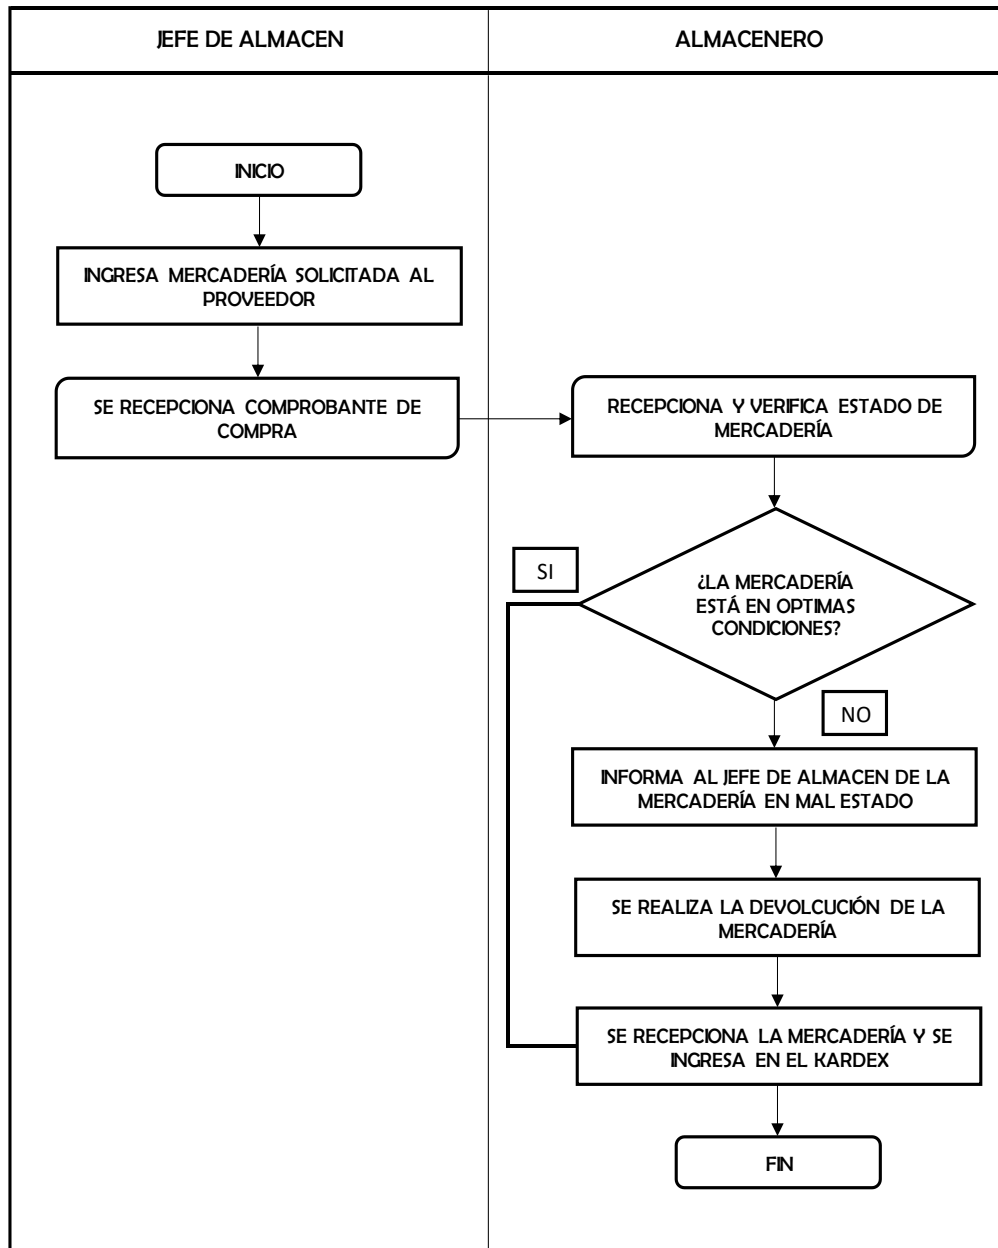 JEFE DE ALMACEN
ALMACENERO
INICIO
INGRESA MERCADERÍA SOLICITADA AL
PROVEEDOR
SE RECEPCIONA COMPROBANTE DE
COMPRA
RECEPCIONA Y VERIFICA ESTADO DE
MERCADERÍA
¿LA MERCADERÍA
ESTÁ EN OPTIMAS
CONDICIONES?
SI
NO
INFORMA AL JEFE DE ALMACEN DE LA
MERCADERÍA EN MAL ESTADO
SE REALIZA LA DEVOLCUCIÓN DE LA
MERCADERÍA
SE RECEPCIONA LA MERCADERÍA Y SE
INGRESA EN EL KARDEX
FIN